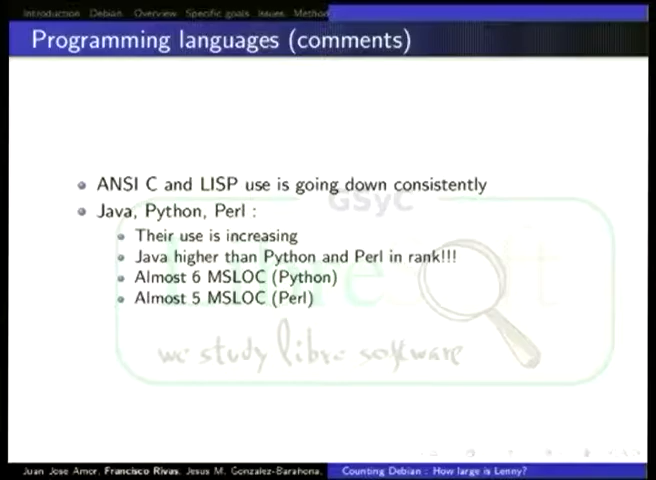 Introduction Debian Overview Specific goals Issues Method
Programming languages (comments)
ANSI C and LISP use is going down consistently
GSyC
Java, Python, Perl :
Their use is increasing
Java higher than Python and Perl in rank!!!
Almost 6 MSLOC (Python)
Almost 5 MSLOC (Perl)
we study libre software
Juan Jose Amor, Francisco Rivas, Jesus M. Gonzalez-Barahona, Counting Debian : How large is Lenny?